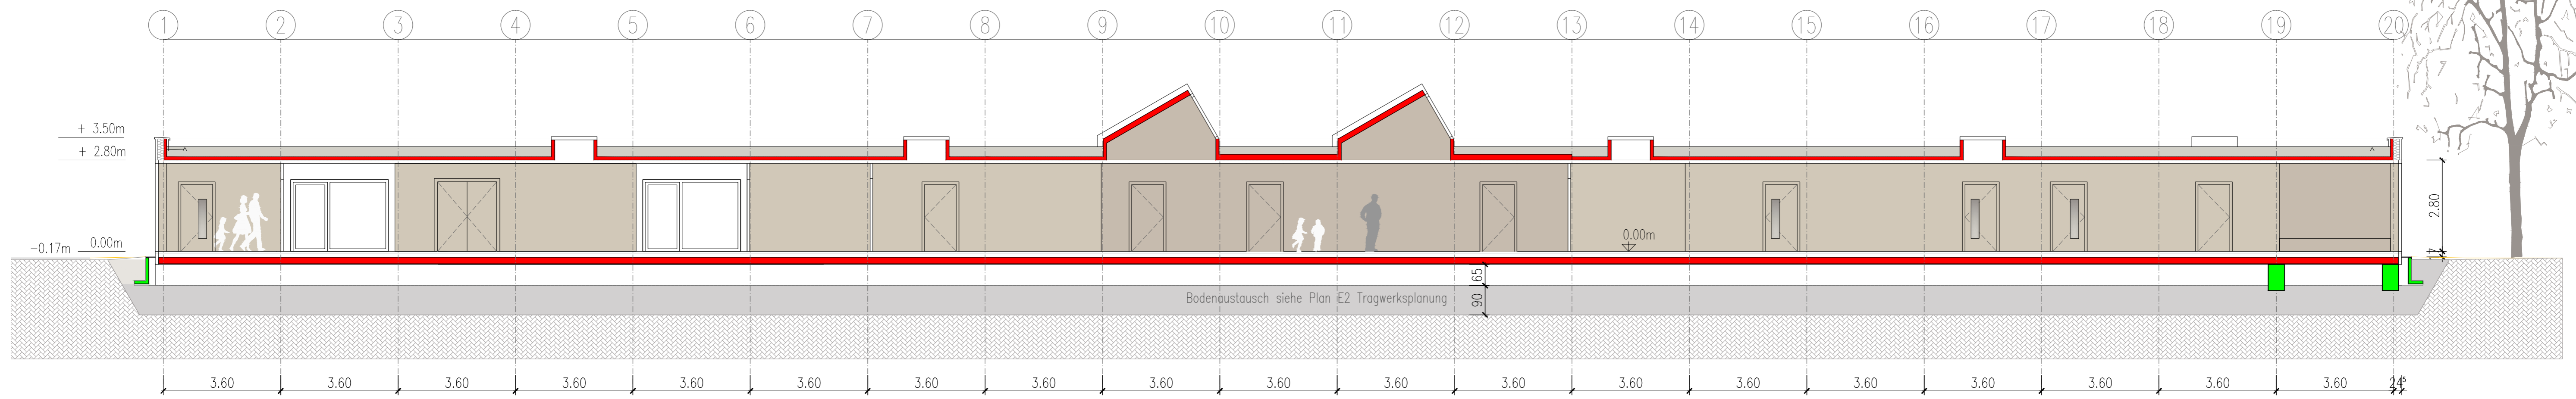 1 2 3 4 5 6 7 8 9 10 11 12 13 14 15 16 17 18 19 20
+ 3.50m
+ 2.80m
2.80
0.00m
-0.17m
0.00m
17
65
Bodenaustausch siehe Plan E2 Tragwerksplanung
90
3.60 3.60 3.60 3.60 3.60 3.60 3.60 3.60 3.60 3.60 3.60 3.60 3.60 3.60 3.60 3.60 3.60 3.60 3.60 24⁵